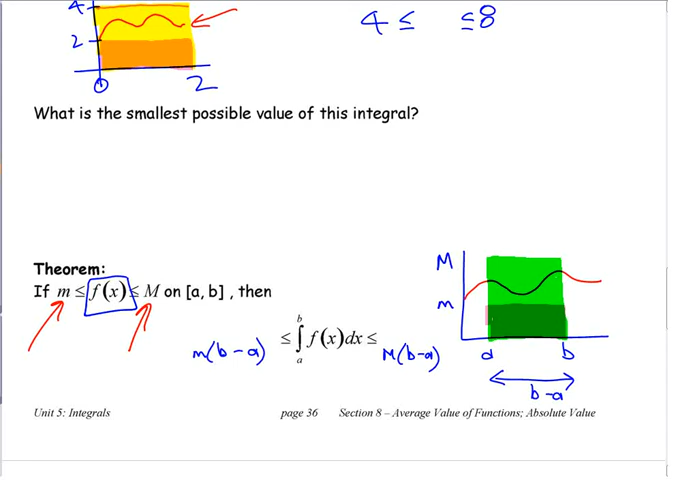 4
4 ≤ ≤8
2
0 2
What is the smallest possible value of this integral?
Theorem:
If m ≤ f(x) ≤ M on [a, b] , then
m(b-a) ≤ ∫_a^b f(x)dx ≤ M(b-a)
M
m
a b
b-a
Unit 5: Integrals page 36 Section 8 – Average Value of Functions; Absolute Value